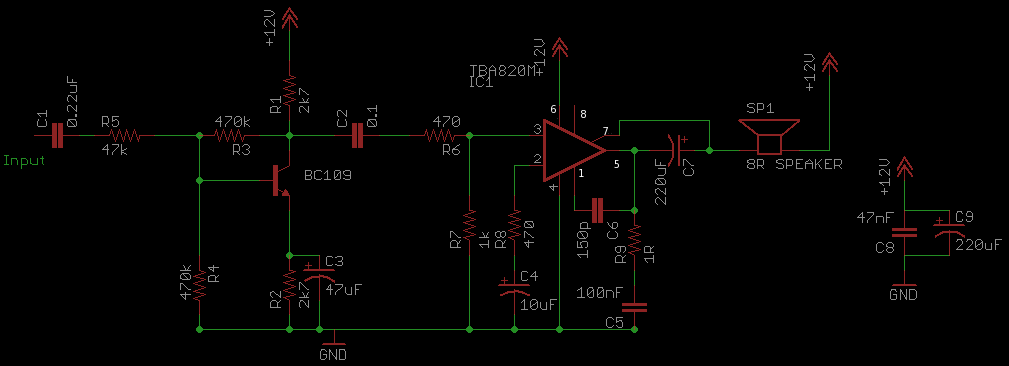 +12V
+12V
TBA820M
IC1
+12V
C1
0.22uF
R5
47k
470k
R3
R1
2k7
C2
0.1
470
R6
3
2
6
8
7
5
1
4
SP1
8R SPEAKER
220uF
C7
Input
BC109
+12V
R7
1k
R8
470
150p
C6
R9
1R
47nF
C8
C9
220uF
470k
R4
R2
2k7
C3
47uF
C4
10uF
100nF
C5
GND
GND